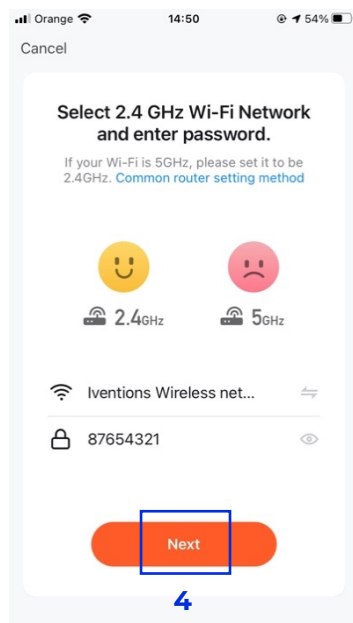 Orange 14:50 54%
Cancel
Select 2.4 GHz Wi-Fi Network
and enter password.
If your Wi-Fi is 5GHz, please set it to be
2.4GHz. Common router setting method
2.4GHz 5GHz
Iventions Wireless net...
87654321
Next
4